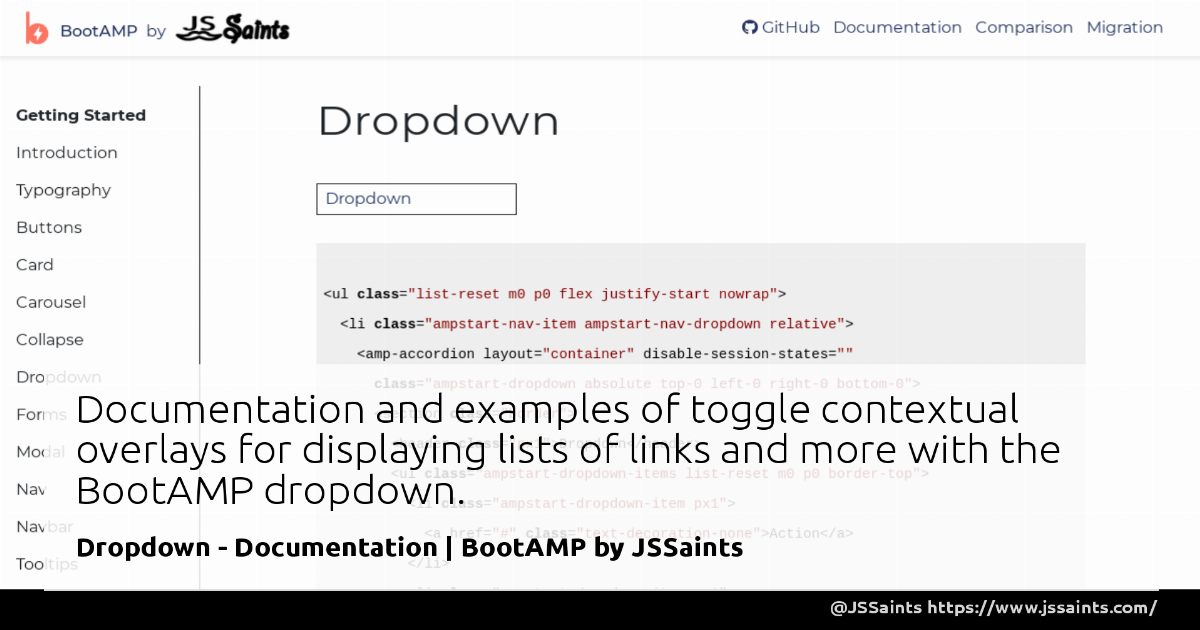 BootAMP by JS Saints
GitHub Documentation Comparison Migration
Getting Started
Introduction
Typography
Buttons
Card
Carousel
Collapse
Dropdown
Forms
Modal
Nav
Navbar
Tooltips
Dropdown
Dropdown
<ul class="list-reset m0 p0 flex justify-start nowrap">
<li class="ampstart-nav-item ampstart-nav-dropdown relative">
<amp-accordion layout="container" disable-session-states=""
class="ampstart-dropdown absolute top-0 left-0 right-0 bottom-0">
<ul class="ampstart-dropdown-items list-reset m0 p0 border-top">
<li class="ampstart-dropdown-item px1">
<a href="#" class="text-decoration-none">Action</a>
</li>
Documentation and examples of toggle contextual
overlays for displaying lists of links and more with the
BootAMP dropdown.
Dropdown - Documentation | BootAMP by JSSaints
@JSSaints https://www.jssaints.com/